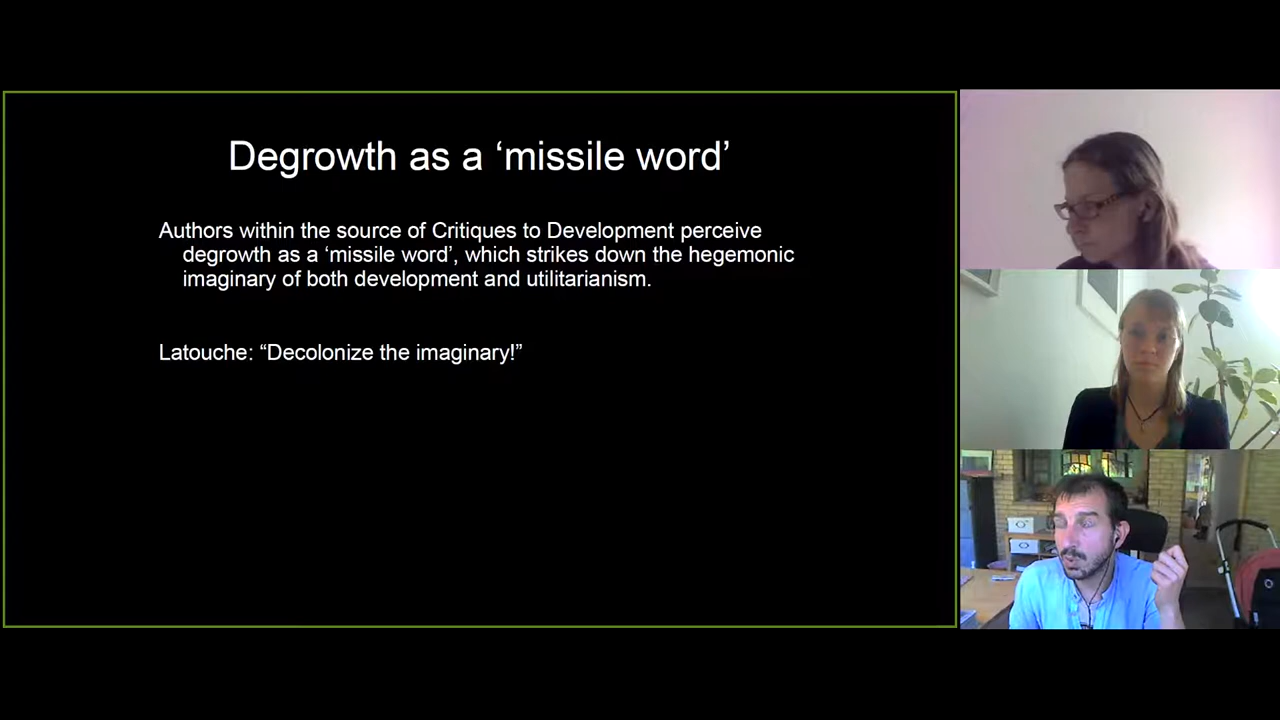 Degrowth as a ‘missile word’
Authors within the source of Critiques to Development perceive
degrowth as a ‘missile word’, which strikes down the hegemonic
imaginary of both development and utilitarianism.
Latouche: “Decolonize the imaginary!”